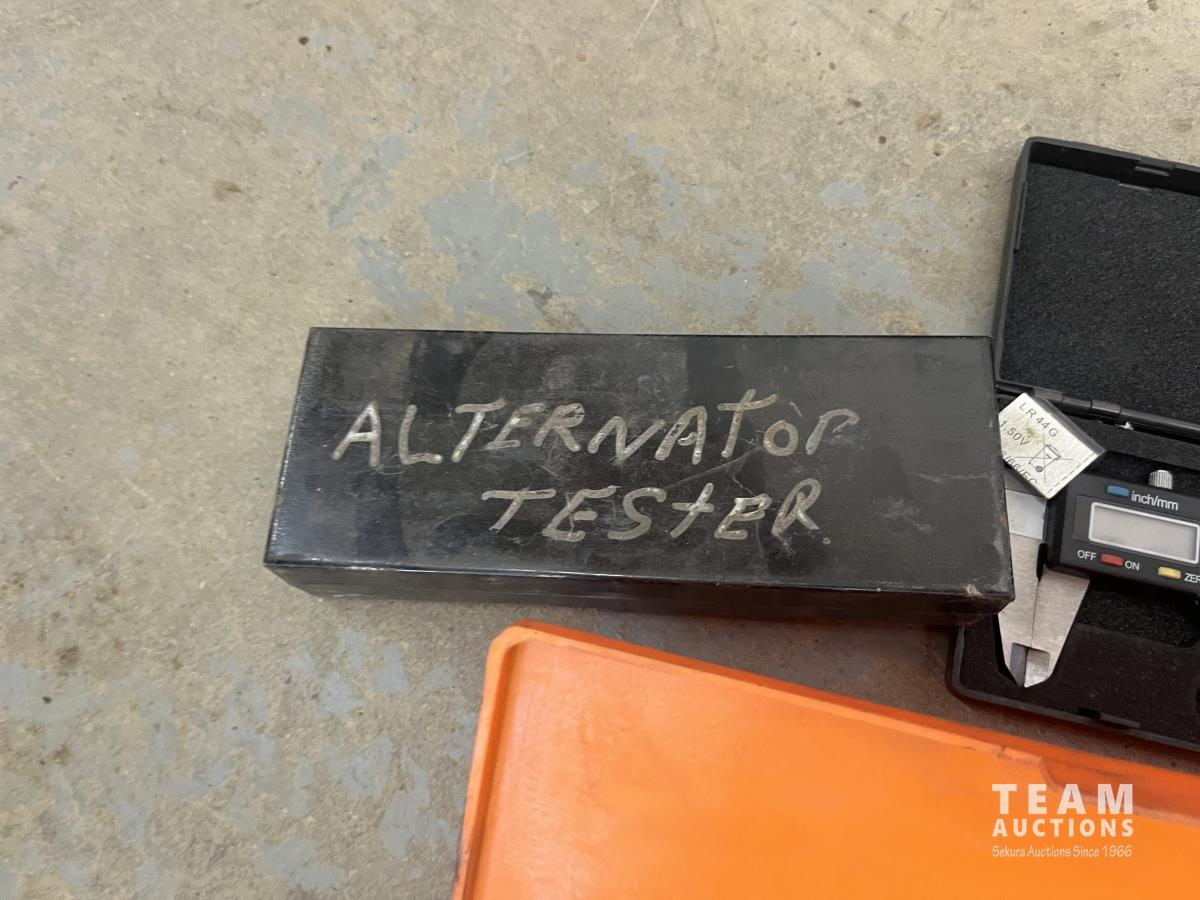 ALTERNATOR
TESTER
LR44G
1.50V
inch/mm
OFF
ON
TEAM
AUCTIONS
Sekura Auctions Since 1966